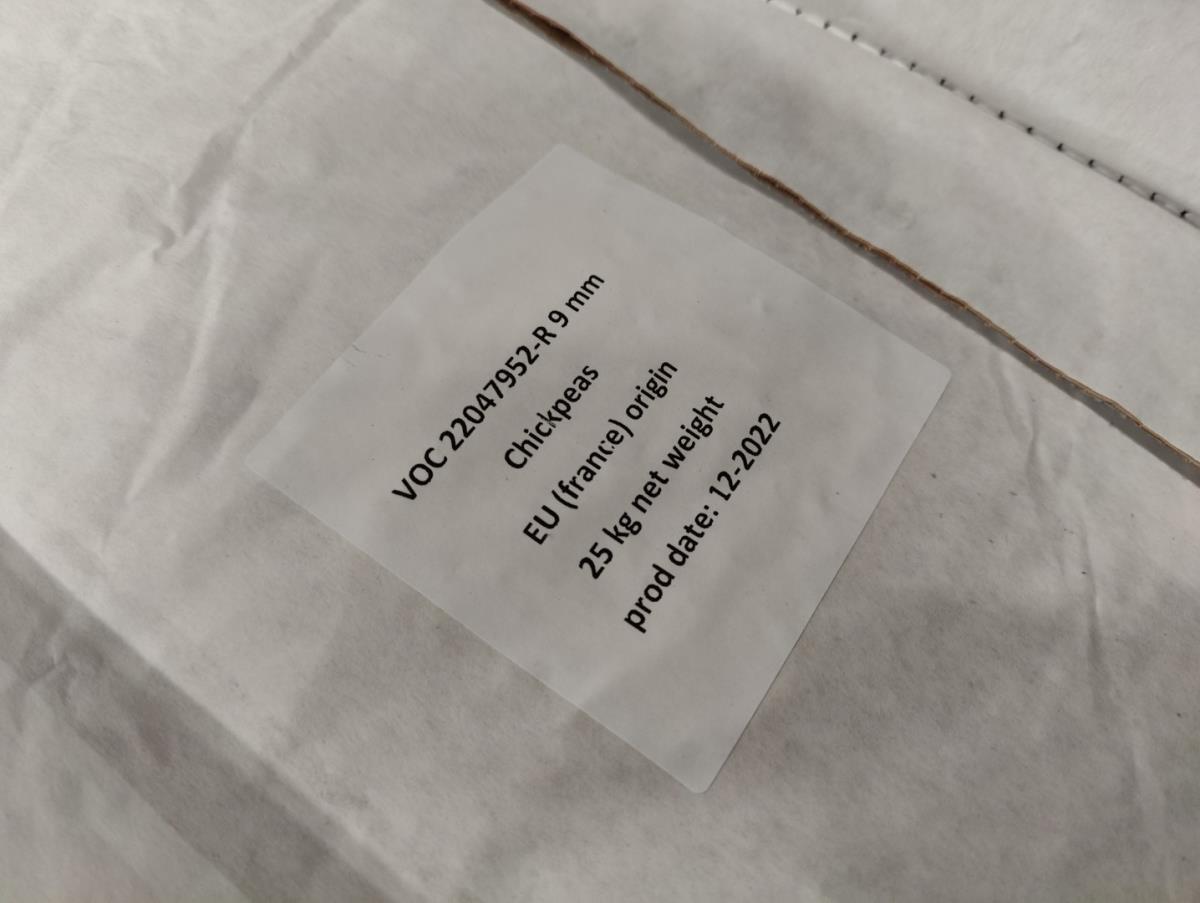 VOC 22047952-R 9 mm
Chickpeas
EU (france) origin
25 kg net weight
prod date: 12-2022